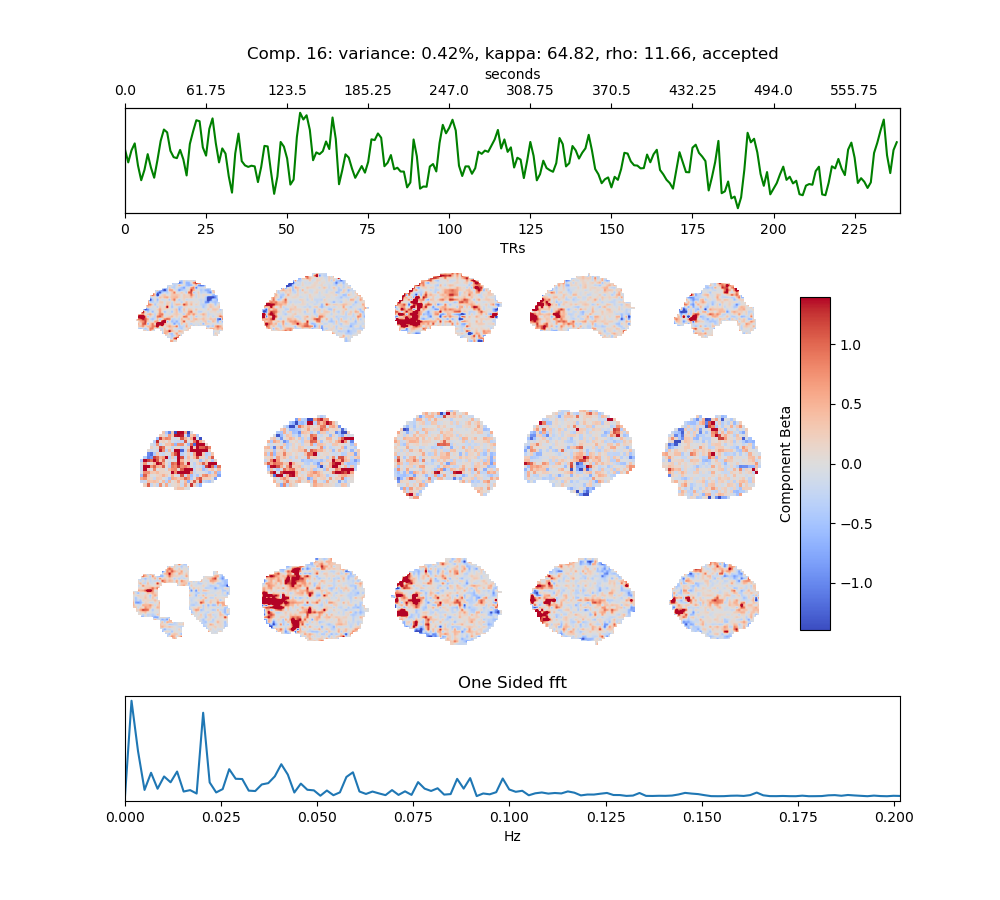 Comp. 16: variance: 0.42%, kappa: 64.82, rho: 11.66, accepted
seconds
0.0 61.75 123.5 185.25 247.0 308.75 370.5 432.25 494.0 555.75
0 25 50 75 100 125 150 175 200 225
TRs
1.0
0.5
0.0
−0.5
−1.0
Component Beta
One Sided fft
0.000 0.025 0.050 0.075 0.100 0.125 0.150 0.175 0.200
Hz